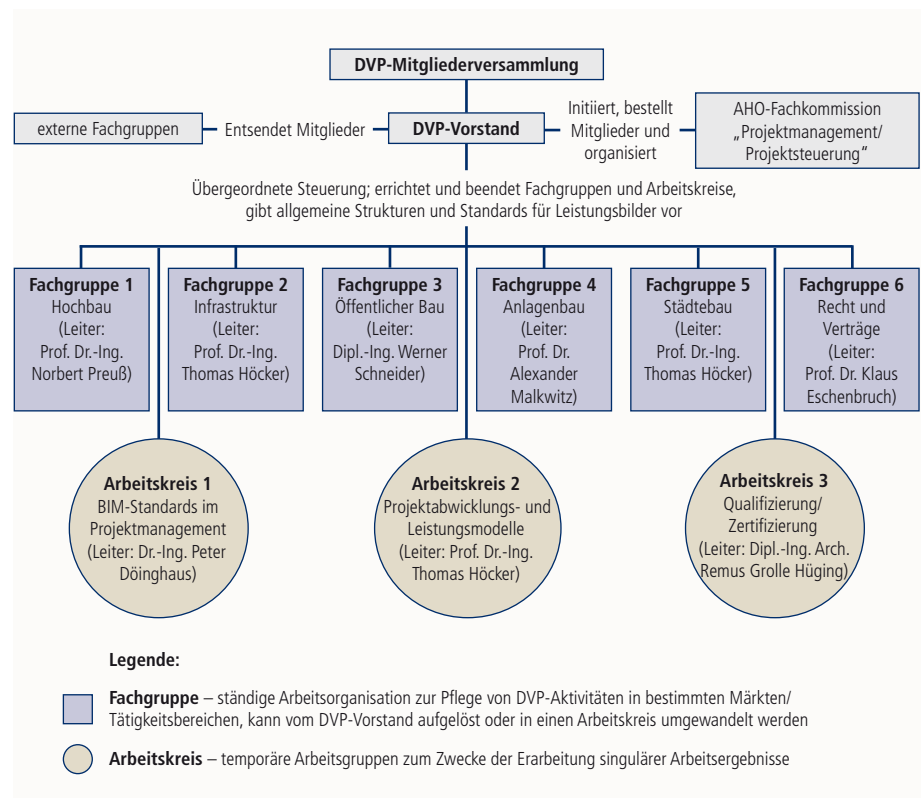 DVP-Mitgliederversammlung
externe Fachgruppen
Entsendet Mitglieder
DVP-Vorstand
Initiiert, bestellt
Mitglieder und
organisiert
AHO-Fachkommission
„Projektmanagement/
Projektsteuerung“
Übergeordnete Steuerung; errichtet und beendet Fachgruppen und Arbeitskreise,
gibt allgemeine Strukturen und Standards für Leistungsbilder vor
Fachgruppe 1
Hochbau
(Leiter:
Prof. Dr.-Ing.
Norbert Preuß)
Fachgruppe 2
Infrastruktur
(Leiter:
Prof. Dr.-Ing.
Thomas Höcker)
Fachgruppe 3
Öffentlicher Bau
(Leiter:
Dipl.-Ing. Werner
Schneider)
Fachgruppe 4
Anlagenbau
(Leiter:
Prof. Dr.
Alexander
Malkwitz)
Fachgruppe 5
Städtebau
(Leiter:
Prof. Dr.-Ing.
Thomas Höcker)
Fachgruppe 6
Recht und
Verträge
(Leiter:
Prof. Dr. Klaus
Eschenbruch)
Arbeitskreis 1
BIM-Standards im
Projektmanagement
(Leiter: Dr.-Ing. Peter
Döinghaus)
Arbeitskreis 2
Projektabwicklungs- und
Leistungsmodelle
(Leiter: Prof. Dr.-Ing.
Thomas Höcker)
Arbeitskreis 3
Qualifizierung/
Zertifizierung
(Leiter: Dipl.-Ing. Arch.
Remus Grolle Hüging)
Legende:
Fachgruppe – ständige Arbeitsorganisation zur Pflege von DVP-Aktivitäten in bestimmten Märkten/
Tätigkeitsbereichen, kann vom DVP-Vorstand aufgelöst oder in einen Arbeitskreis umgewandelt werden
Arbeitskreis – temporäre Arbeitsgruppen zum Zwecke der Erarbeitung singulärer Arbeitsergebnisse